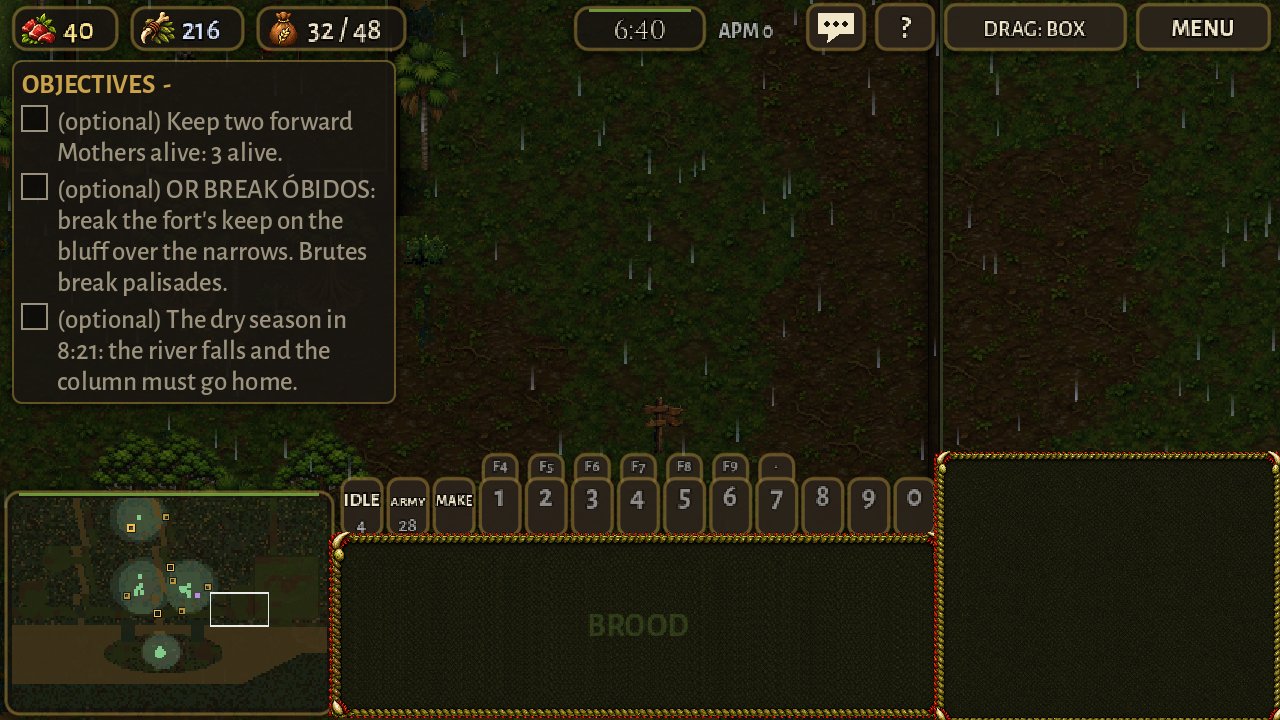 40
216
32 / 48
6:40
APM 0
?
DRAG: BOX
MENU
OBJECTIVES -
(optional) Keep two forward
Mothers alive: 3 alive.
(optional) OR BREAK ÓBIDOS:
break the fort's keep on the
bluff over the narrows. Brutes
break palisades.
(optional) The dry season in
8:21: the river falls and the
column must go home.
F4
F5
F6
F7
F8
F9
IDLE
4
ARMY
28
MAKE
1
2
3
4
5
6
7
8
9
0
BROOD